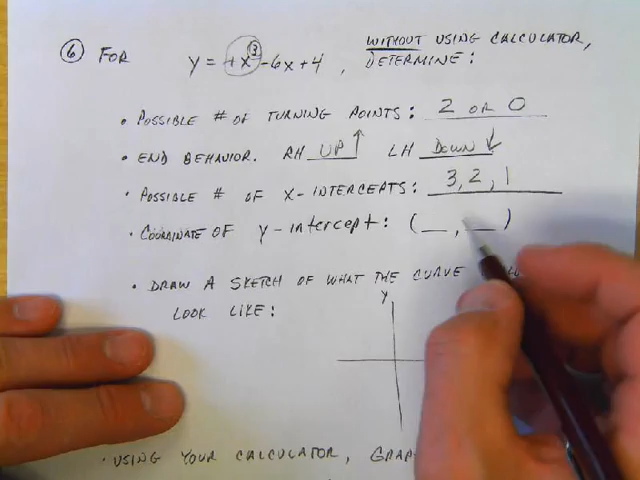 6 FOR y = +x³ - 6x + 4, WITHOUT USING CALCULATOR,
DETERMINE:
• POSSIBLE # OF TURNING POINTS: 2 OR 0
• END BEHAVIOR. RH UP ↑ LH DOWN ↓
• POSSIBLE # OF X-INTERCEPTS: 3, 2, 1
• COORDINATE OF Y-intercept: (__, __)
• DRAW A SKETCH OF WHAT THE CURVE
LOOK LIKE:
Y
• USING YOUR CALCULATOR,